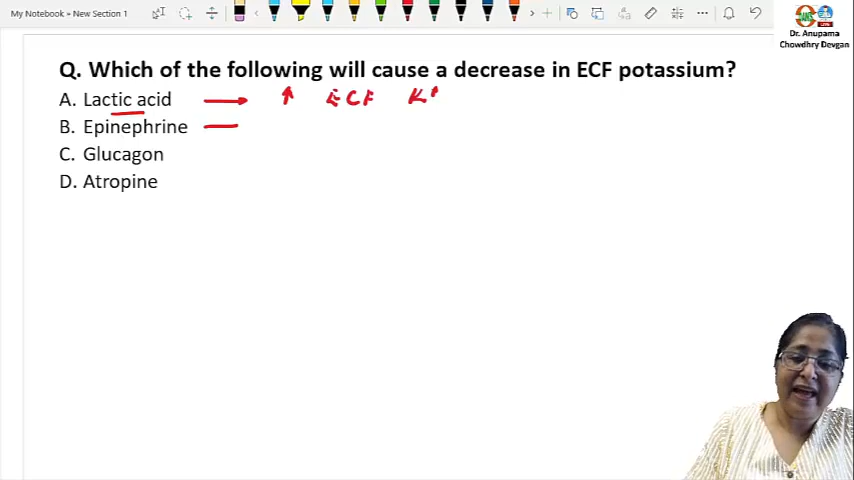 My Notebook » New Section 1
Dr. Anupama
Chowdhry Devgan
Q. Which of the following will cause a decrease in ECF potassium?
A. Lactic acid → ↑ ECF K+
B. Epinephrine —
C. Glucagon
D. Atropine